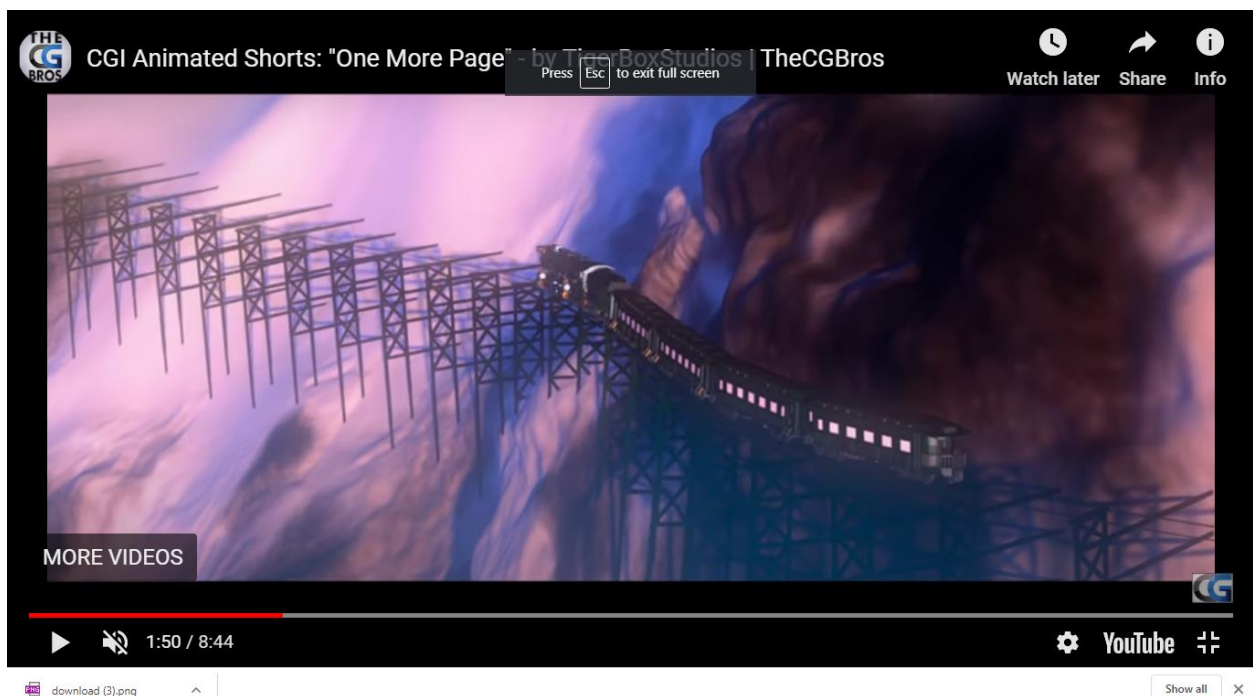 THE
CG
BROS
CGI Animated Shorts: "One More Page" - by TigerBoxStudios | TheCGBros
Press Esc to exit full screen
Watch later Share Info
MORE VIDEOS
CG
1:50 / 8:44
YouTube
PNG
download (3).png
Show all